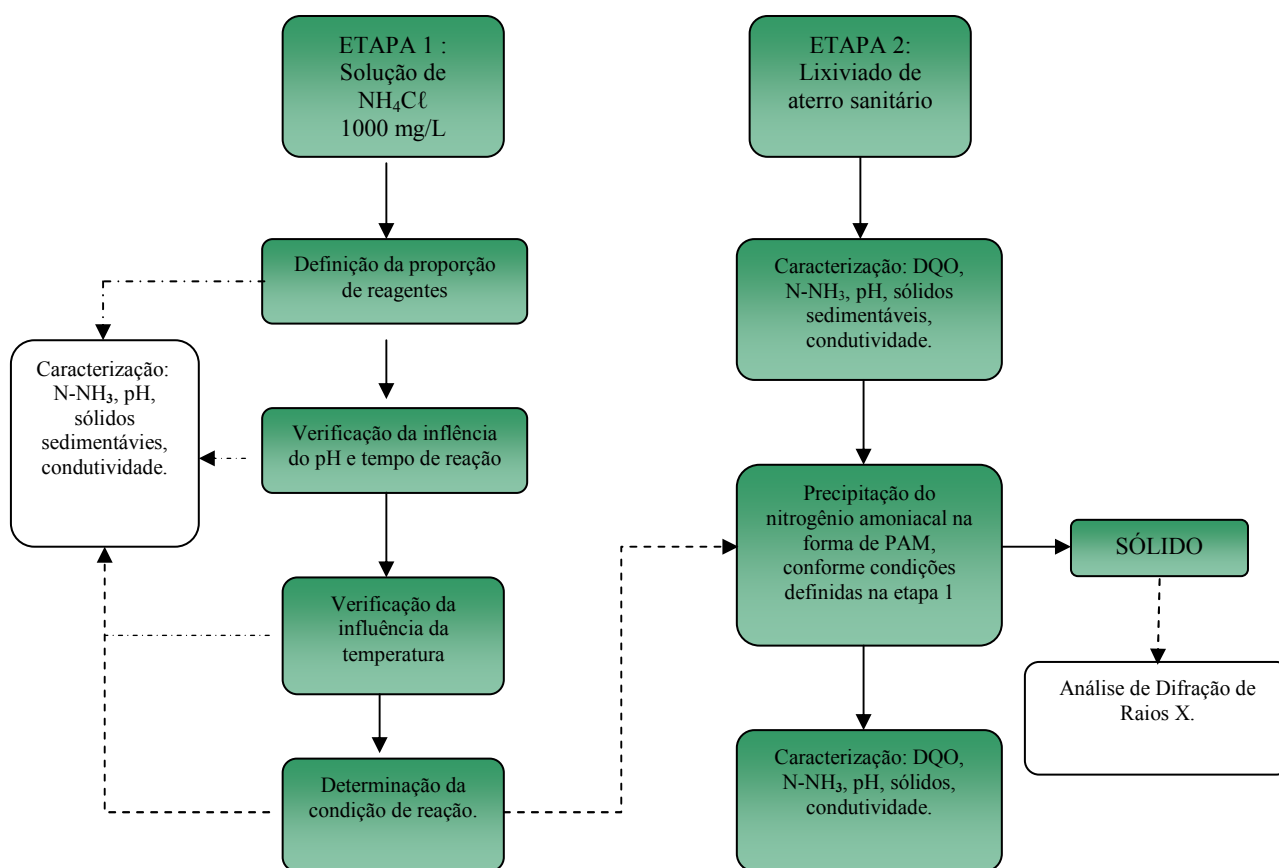 ETAPA 1 :
Solução de
NH₄Cℓ
1000 mg/L
Definição da proporção
de reagentes
Caracterização:
N-NH₃, pH,
sólidos
sedimentávies,
condutividade.
Verificação da inflência
do pH e tempo de reação
Verificação da
influência da
temperatura
Determinação da
condição de reação.
ETAPA 2:
Lixiviado de
aterro sanitário
Caracterização: DQO,
N-NH₃, pH, sólidos
sedimentáveis,
condutividade.
Precipitação do
nitrogênio amoniacal na
forma de PAM,
conforme condições
definidas na etapa 1
SÓLIDO
Análise de Difração de
Raios X.
Caracterização: DQO,
N-NH₃, pH, sólidos,
condutividade.